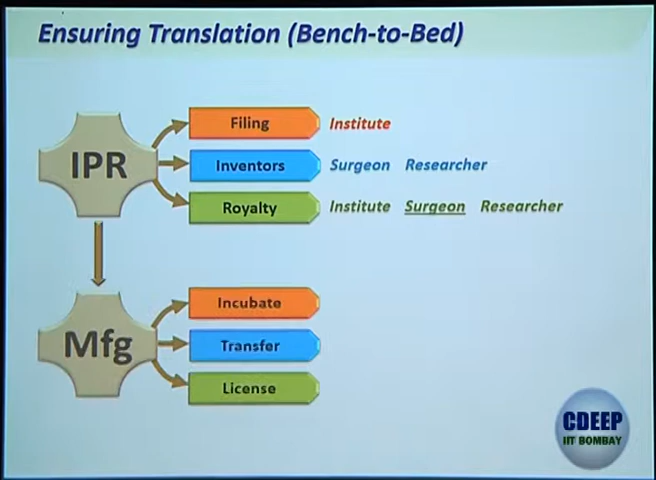 Ensuring Translation (Bench-to-Bed)
IPR
Filing Institute
Inventors Surgeon Researcher
Royalty Institute Surgeon Researcher
Mfg
Incubate
Transfer
License
CDEEP
IIT BOMBAY